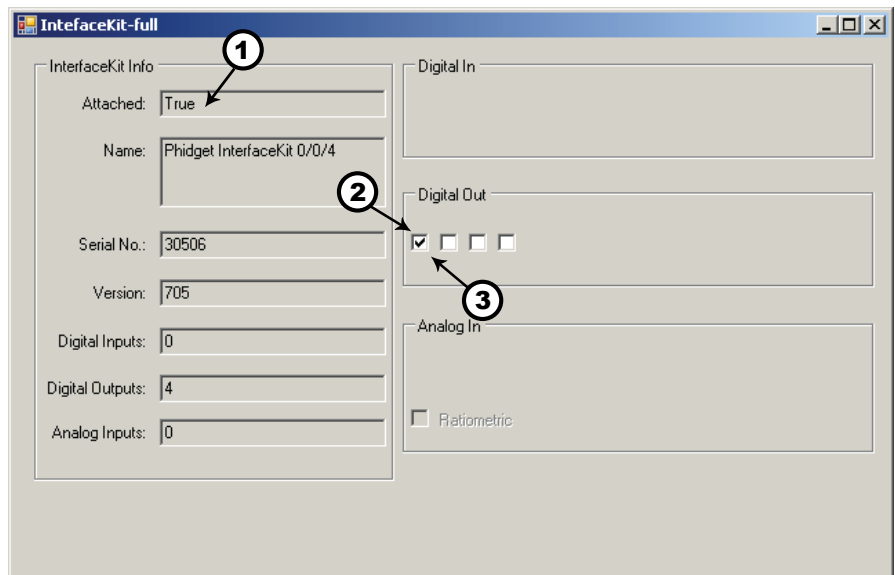 IntefaceKit-full
1
InterfaceKit Info
Attached: True
Name: Phidget InterfaceKit 0/0/4
Serial No.: 30506
Version: 705
Digital Inputs: 0
Digital Outputs: 4
Analog Inputs: 0
Digital In
2
Digital Out
3
Analog In
Ratiometric